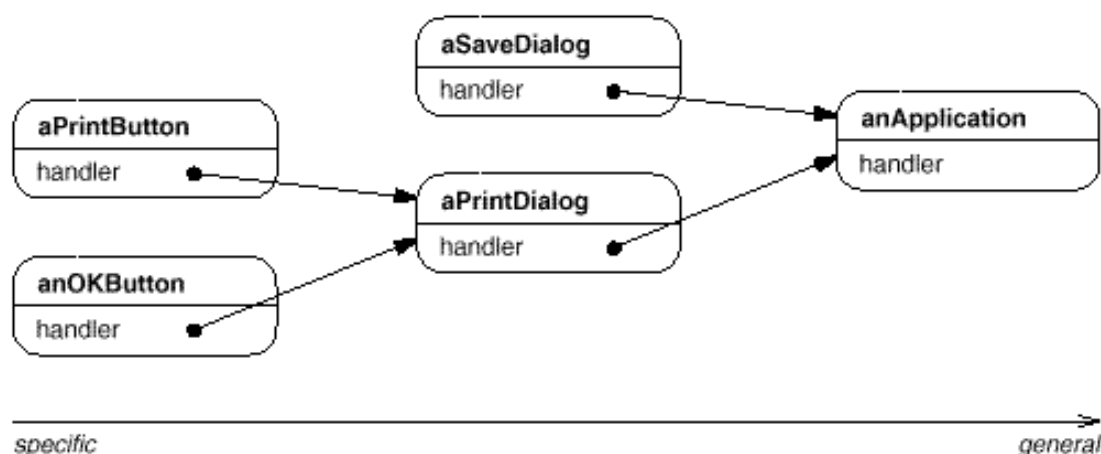 aSaveDialog
handler
aPrintButton
handler
anApplication
handler
aPrintDialog
handler
anOKButton
handler
specific
general